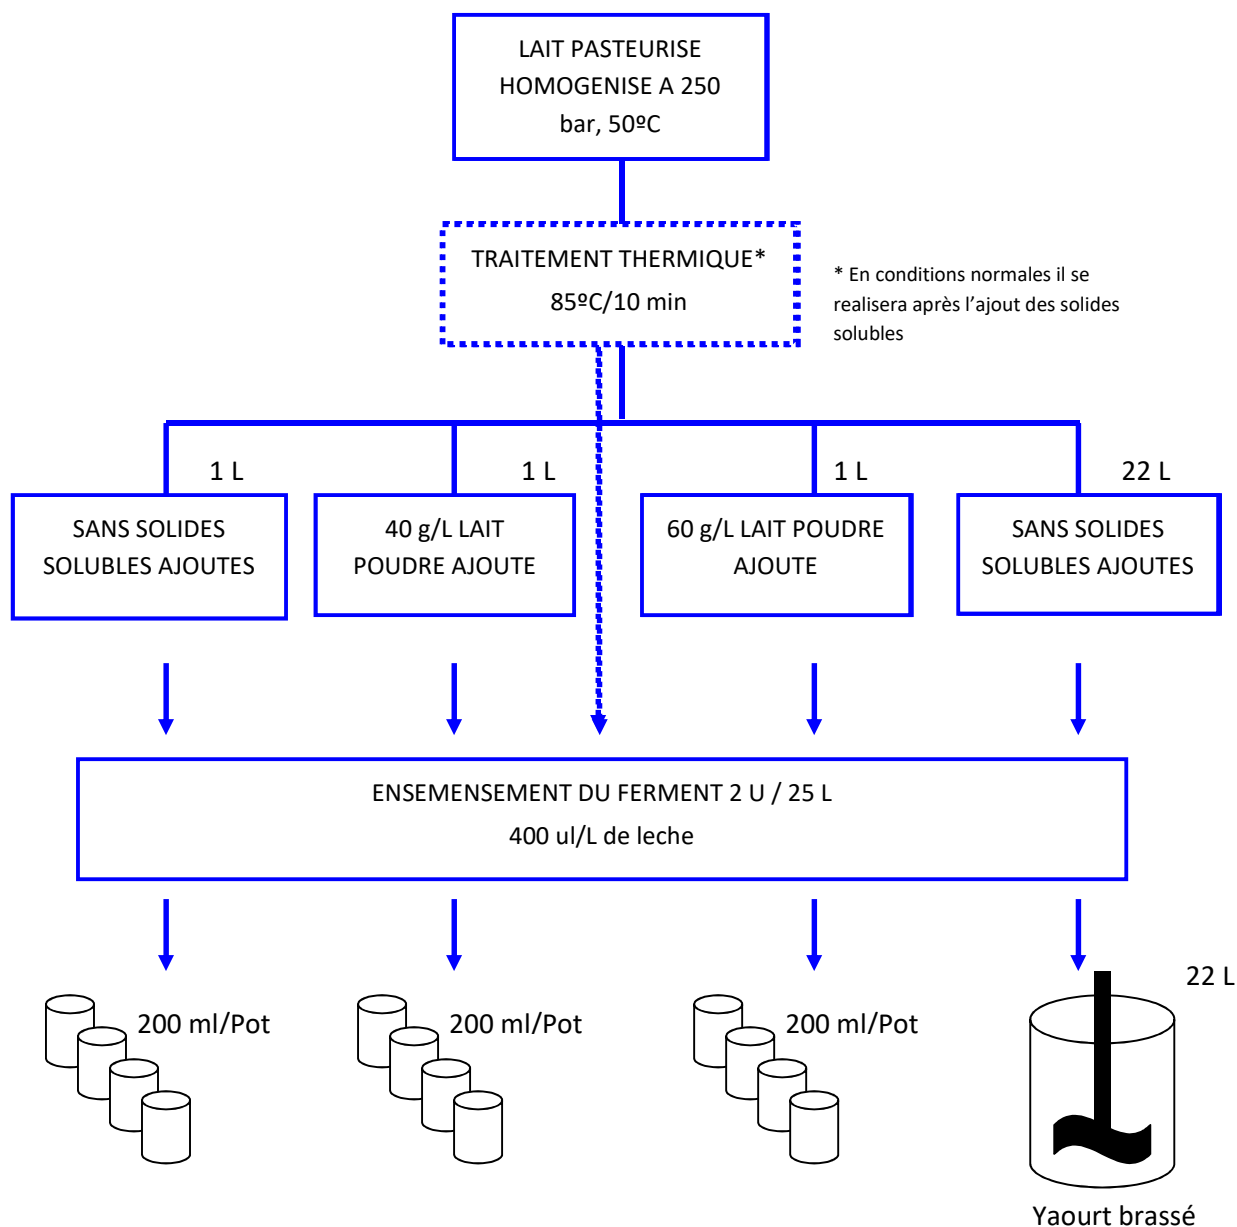 LAIT PASTEURISE
HOMOGENISE A 250
bar, 50ºC
TRAITEMENT THERMIQUE*
85ºC/10 min
* En conditions normales il se
realisera après l’ajout des solides
solubles
1 L
1 L
1 L
22 L
SANS SOLIDES
SOLUBLES AJOUTES
40 g/L LAIT
POUDRE AJOUTE
60 g/L LAIT POUDRE
AJOUTE
SANS SOLIDES
SOLUBLES AJOUTES
ENSEMENSEMENT DU FERMENT 2 U / 25 L
400 ul/L de leche
200 ml/Pot
200 ml/Pot
200 ml/Pot
22 L
Yaourt brassé